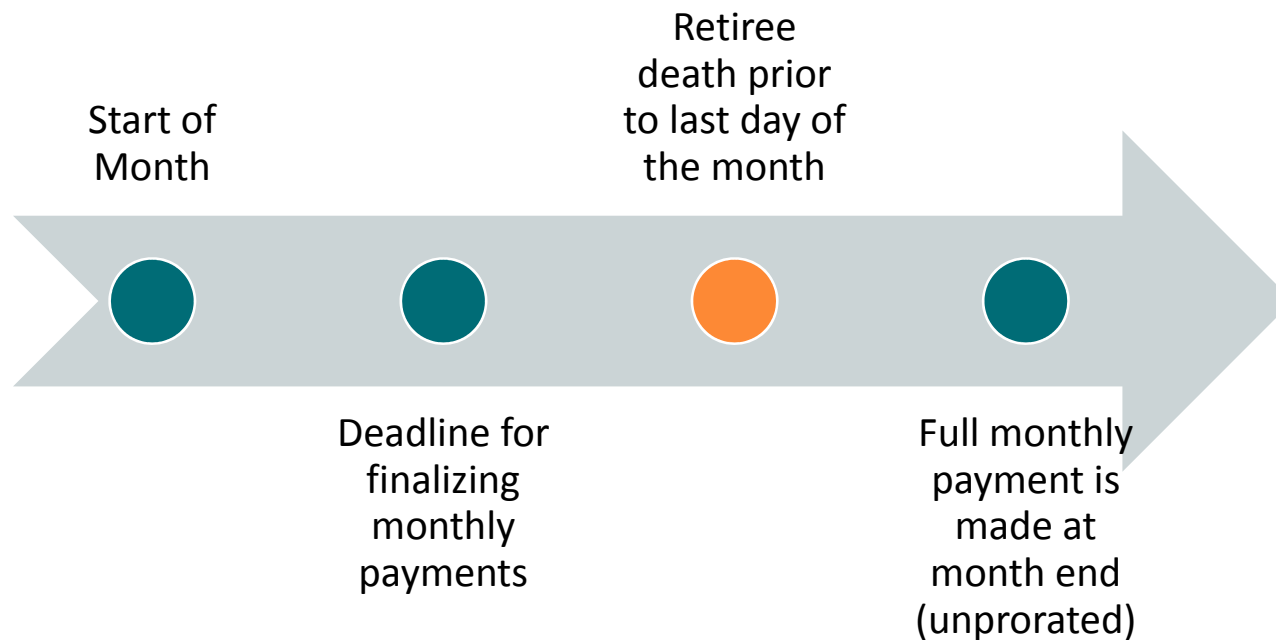 Start of
Month
Deadline for
finalizing
monthly
payments
Retiree
death prior
to last day of
the month
Full monthly
payment is
made at
month end
(unprorated)